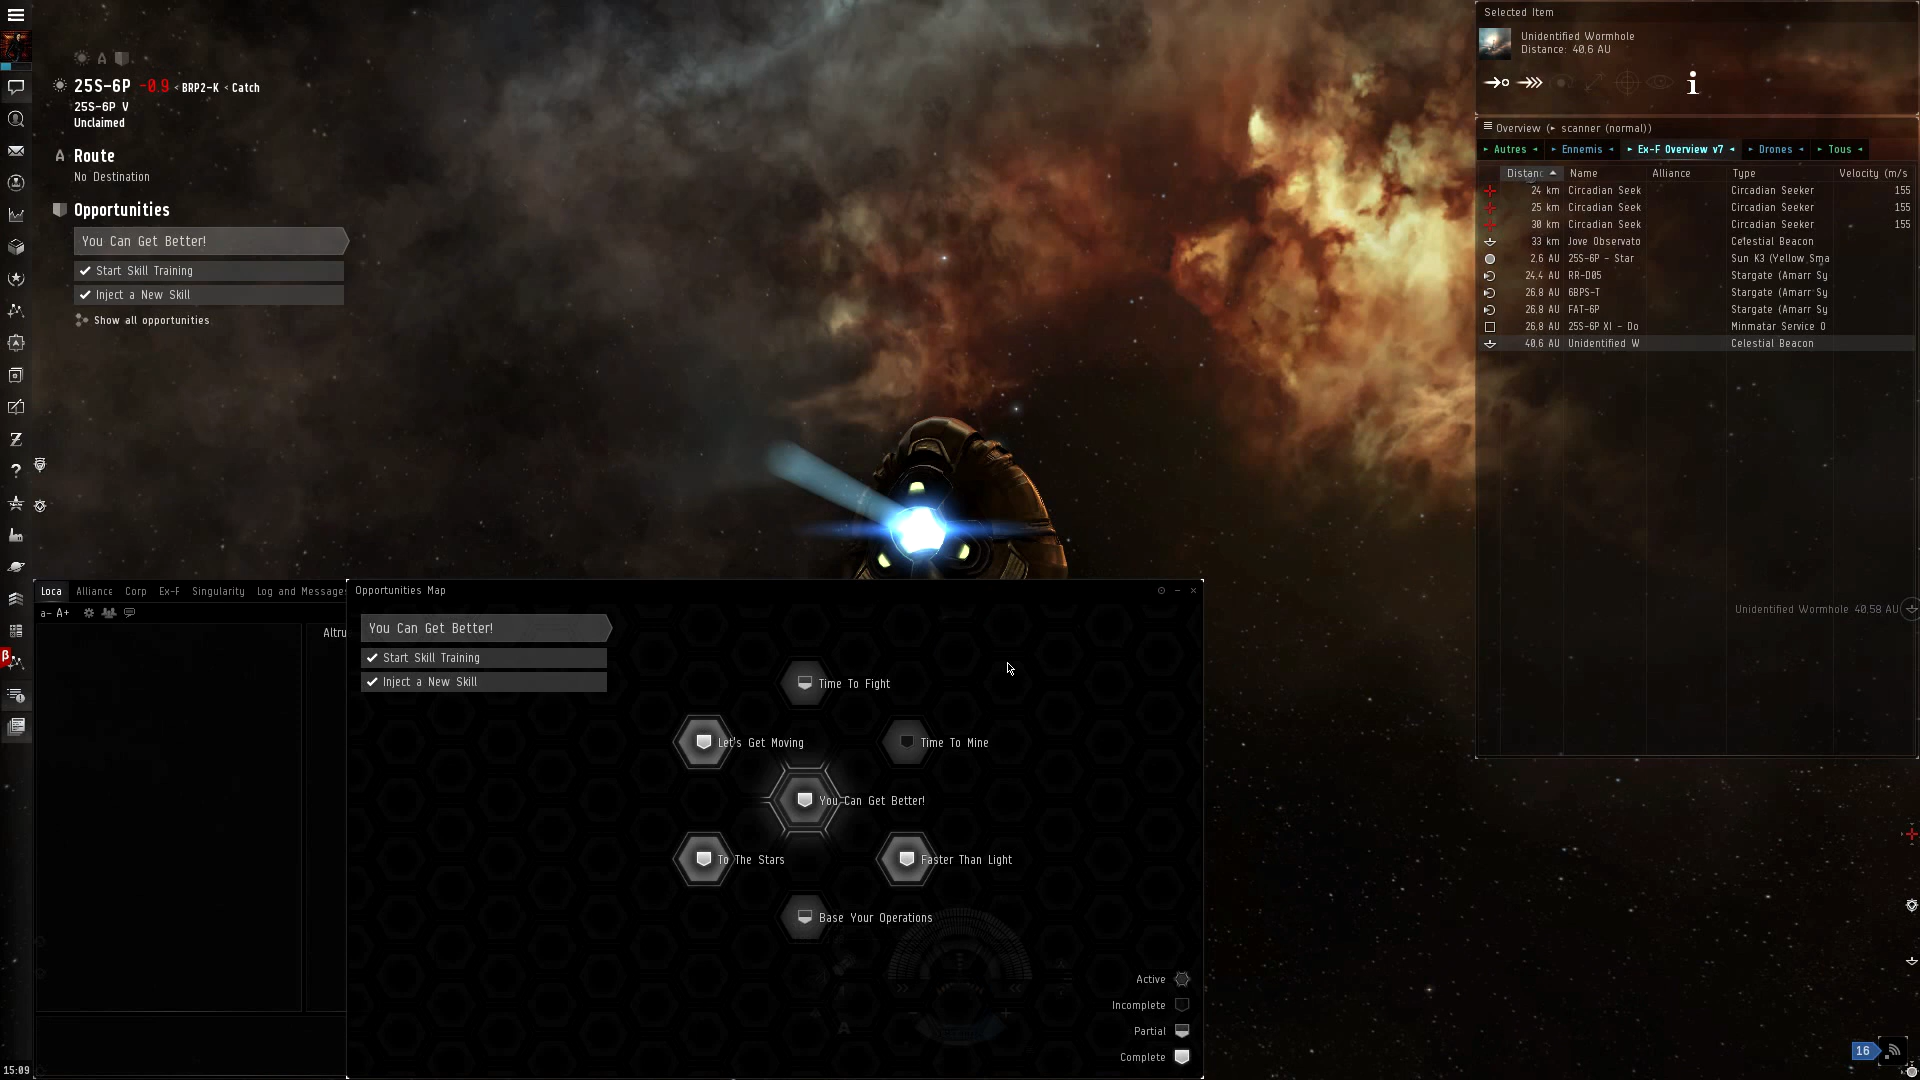 25S-6P -0.9 < BRP2-K < Catch
25S-6P V
Unclaimed
A Route
No Destination
Opportunities
You Can Get Better!
Start Skill Training
Inject a New Skill
Show all opportunities
Selected Item
Unidentified Wormhole
Distance: 40.6 AU
Overview (▸ scanner (normal))
Autres
Ennemis
Ex-F Overview v7
Drones
Tous
Distanc Name Alliance Type Velocity (m/s
24 km Circadian Seek Circadian Seeker 155
25 km Circadian Seek Circadian Seeker 155
30 km Circadian Seek Circadian Seeker 155
33 km Jove Observato Celestial Beacon
2.6 AU 25S-6P - Star Sun K3 (Yellow Sma
24.4 AU RR-D05 Stargate (Amarr Sy
26.8 AU 6BPS-T Stargate (Amarr Sy
26.8 AU FAT-6P Stargate (Amarr Sy
26.8 AU 25S-6P XI - Do Minmatar Service O
40.6 AU Unidentified W Celestial Beacon
Unidentified Wormhole 40.58 AU
Loca Alliance Corp Ex-F Singularity Log and Message
a- A+
Altru
Opportunities Map
You Can Get Better!
Start Skill Training
Inject a New Skill
Time To Fight
Let's Get Moving
Time To Mine
You Can Get Better!
To The Stars
Faster Than Light
Base Your Operations
Active
Incomplete
Partial
Complete
β
15:09
16